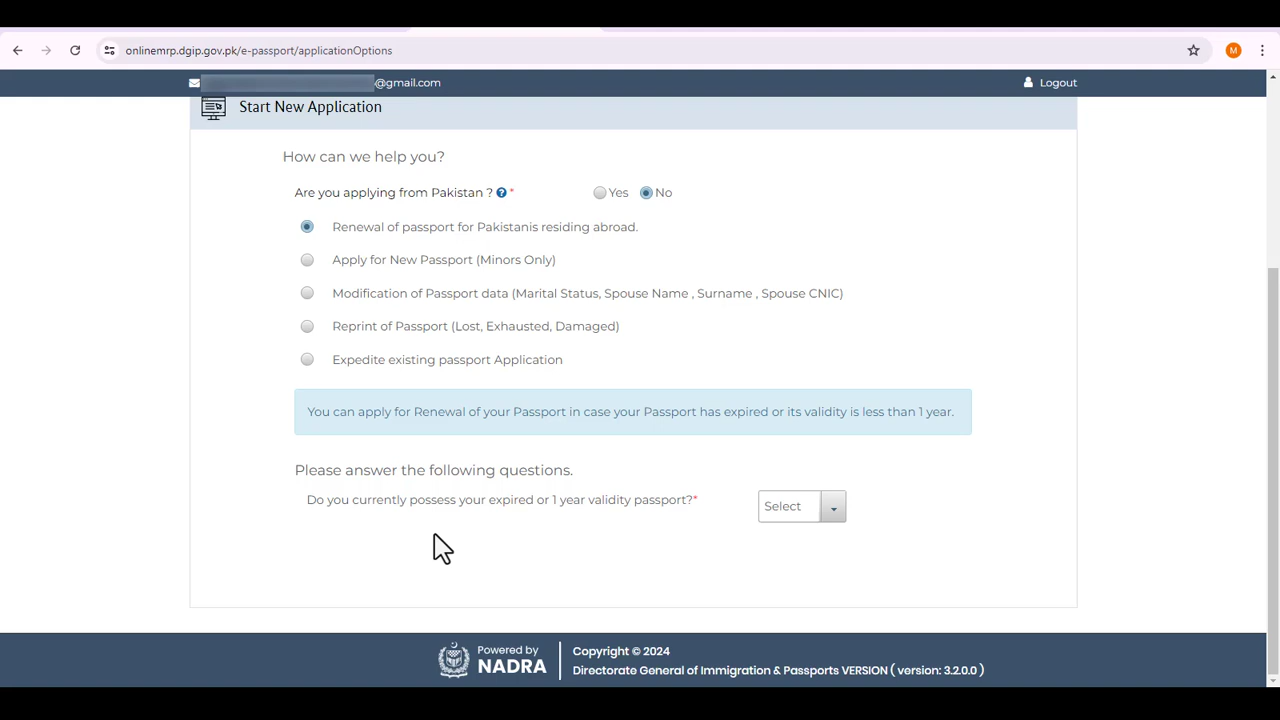 onlinemrp.dgip.gov.pk/e-passport/applicationOptions
M
@gmail.com
Logout
Start New Application
How can we help you?
Are you applying from Pakistan ? ? * Yes No
Renewal of passport for Pakistanis residing abroad.
Apply for New Passport (Minors Only)
Modification of Passport data (Marital Status, Spouse Name , Surname , Spouse CNIC)
Reprint of Passport (Lost, Exhausted, Damaged)
Expedite existing passport Application
You can apply for Renewal of your Passport in case your Passport has expired or its validity is less than 1 year.
Please answer the following questions.
Do you currently possess your expired or 1 year validity passport?* Select
Powered by
NADRA
Copyright © 2024
Directorate General of Immigration & Passports VERSION ( version: 3.2.0.0 )